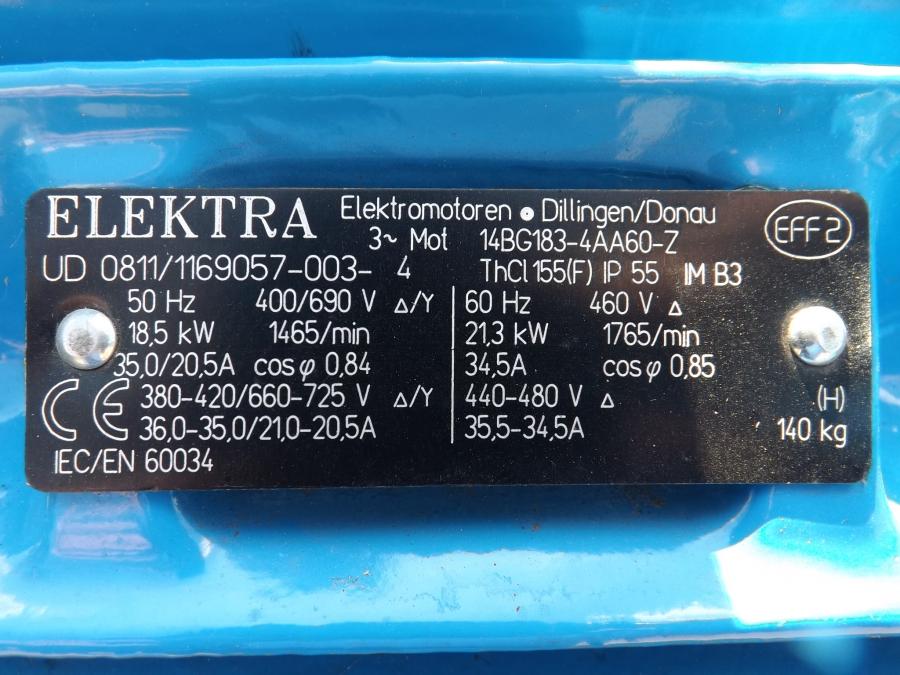 ELEKTRA Elektromotoren • Dillingen/Donau
EFF2
3~ Mot 14BG183-4AA60-Z
UD 0811/1169057-003- 4 ThCl 155(F) IP 55 IM B3
50 Hz 400/690 V Δ/Y 60 Hz 460 V Δ
18,5 kW 1465/min 21,3 kW 1765/min
35,0/20,5A cosφ 0,84 34,5A cosφ 0,85
CE 380-420/660-725 V Δ/Y 440-480 V Δ (H)
36,0-35,0/21,0-20,5A 35,5-34,5A 140 kg
IEC/EN 60034